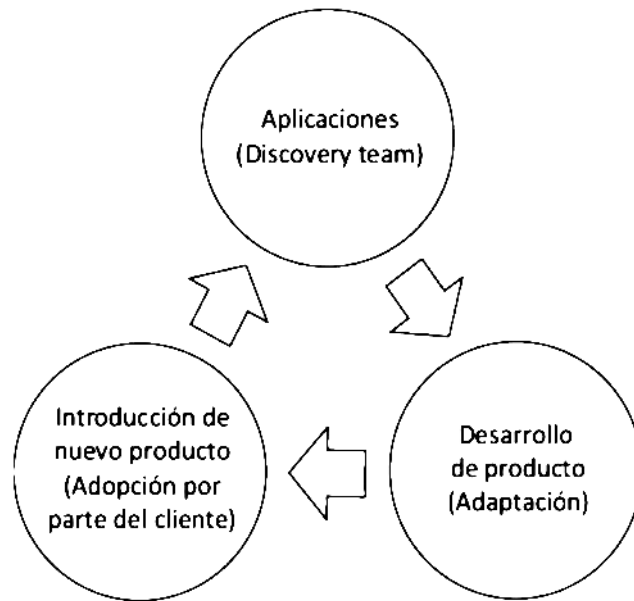 Aplicaciones
(Discovery team)
Desarrollo
de producto
(Adaptación)
Introducción de
nuevo producto
(Adopción por
parte del cliente)